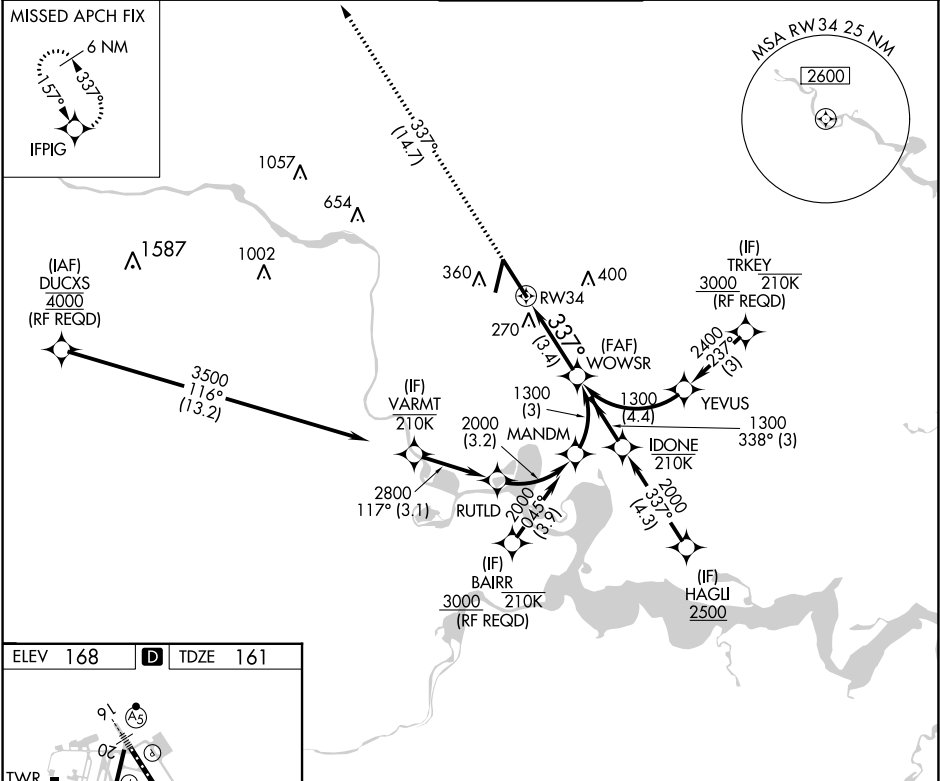 MISSED APCH FIX
6 NM
337°
157°
IFPIG
337°
(14.7)
MSA RW34 25 NM
2600
1057
654
1587
1002
(IAF)
DUCXS
4000
(RF REQD)
360
400
RW34
270
337°
(3.4)
(FAF)
WOWSR
(IF)
TRKEY
3000 210K
(RF REQD)
2400
237°
(3)
YEVUS
3500
116°
(13.2)
(IF)
VARMT
210K
2000
(3.2)
1300
(3)
1300
(4.4)
1300
338° (3)
MANDM
IDONE
210K
2800
117° (3.1)
RUTLD
2000
045°
(3.9)
2000
337°
(4.3)
(IF)
BAIRR
3000 210K
(RF REQD)
(IF)
HAGLI
2500
ELEV 168 D TDZE 161
16
A5
20
TWR